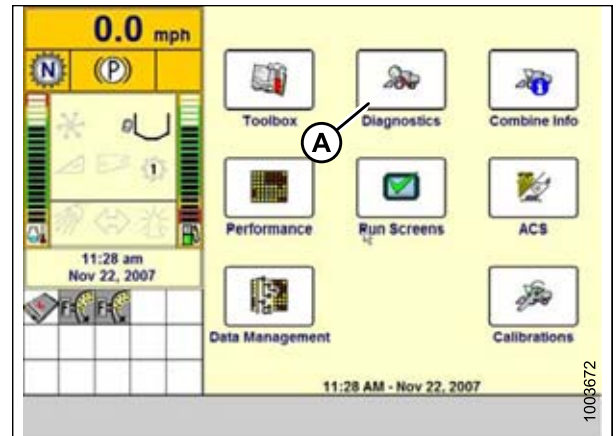 0.0 mph
N (P)
1
11:28 am
Nov 22, 2007
F F
Toolbox
Diagnostics
Combine Info
A
Performance
Run Screens
ACS
Data Management
Calibrations
11:28 AM - Nov 22, 2007
1003672